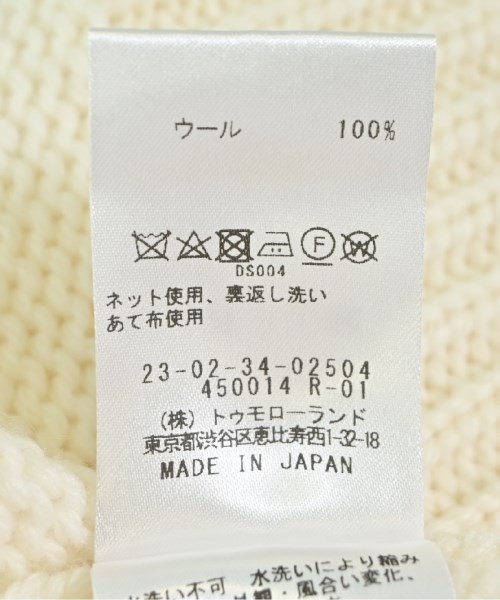 ウール 100%
F W
DS004
ネット使用、裏返し洗い
あて布使用
23-02-34-02504
450014 R-01
(株) トゥモローランド
東京都渋谷区恵比寿西1-32-18
MADE IN JAPAN
水洗い不可 水洗いにより縮み
・風合い変化、